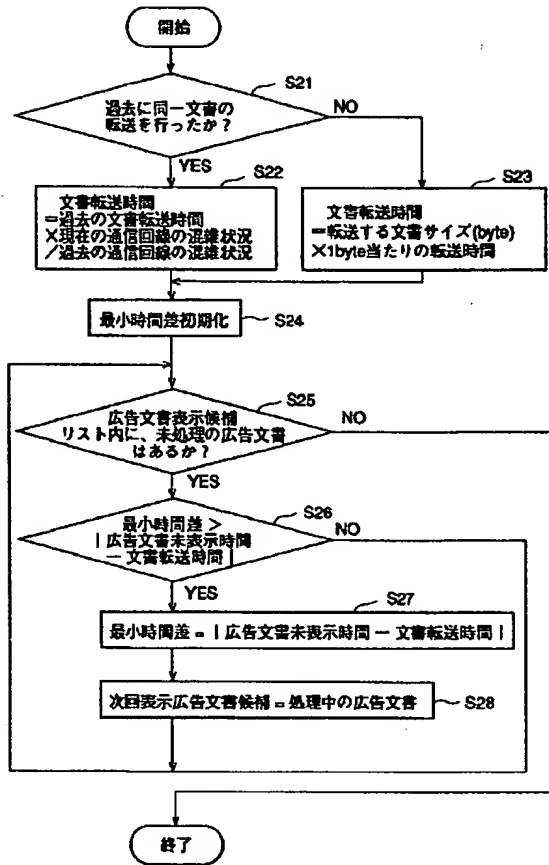 開始
S21
過去に同一文書の
転送を行ったか？
NO
YES
S22
文書転送時間
=過去の文書転送時間
×現在の通信回線の混雑状況
/過去の通信回線の混雑状況
S23
文書転送時間
=転送する文書サイズ(byte)
×1byte当たりの転送時間
最小時間差初期化
S24
S25
広告文書表示候補
リスト内に、未処理の広告文書
はあるか？
NO
YES
S26
最小時間差 >
| 広告文書未表示時間
ー 文書転送時間 |
NO
YES
S27
最小時間差 = | 広告文書未表示時間 ー 文書転送時間 |
次回表示広告文書候補 = 処理中の広告文書
S28
終了